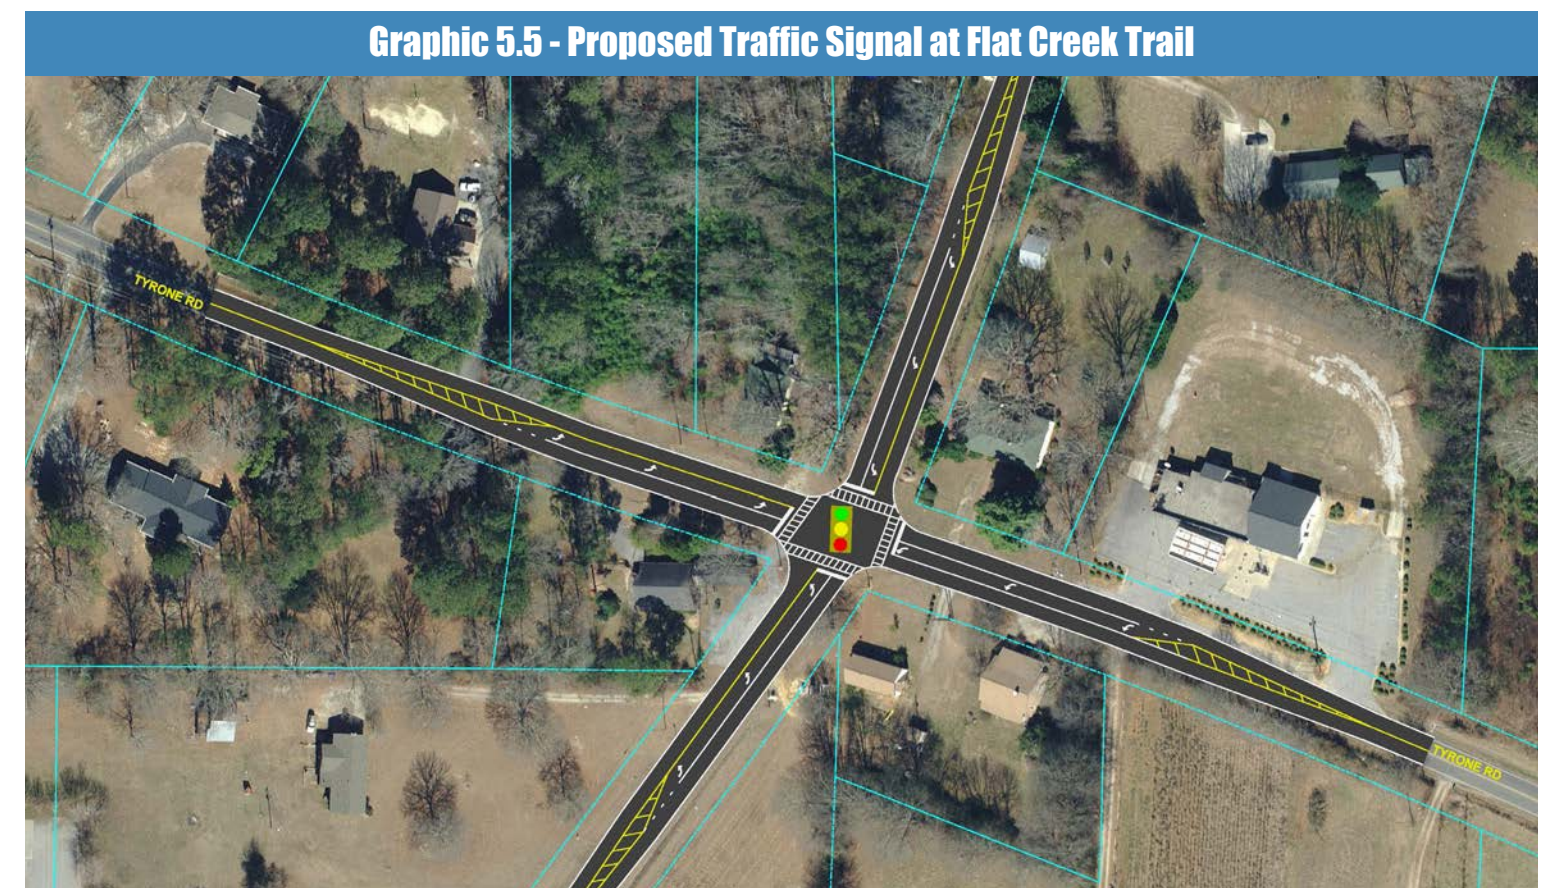 Graphic 5.5 - Proposed Traffic Signal at Flat Creek Trail
TYRONE RD
TYRONE RD